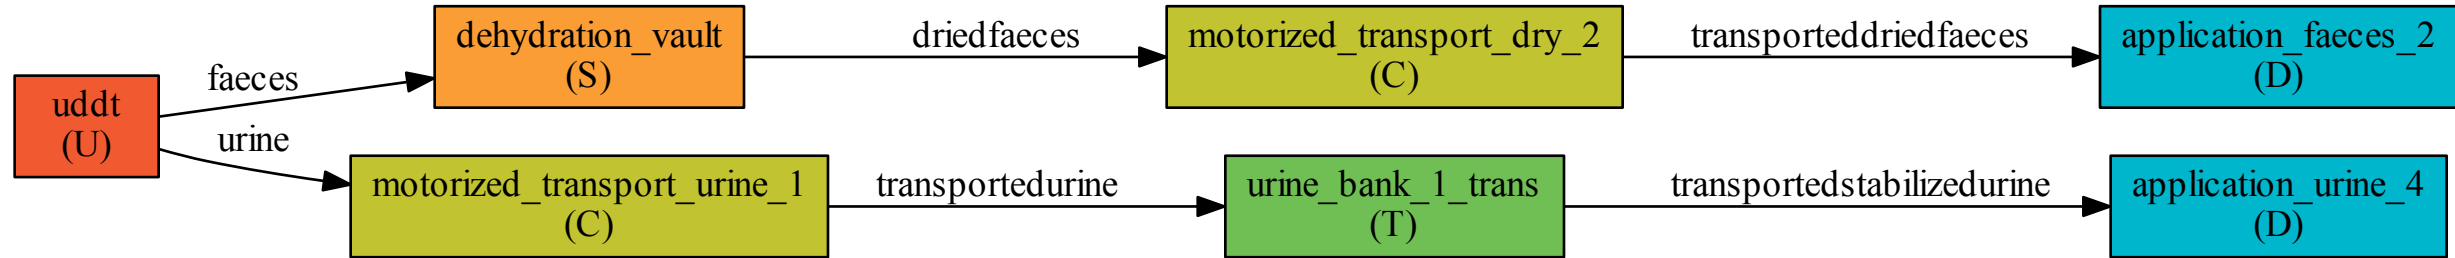 uddt
(U)
faeces
urine
dehydration_vault
(S)
driedfaeces
motorized_transport_dry_2
(C)
transporteddriedfaeces
application_faeces_2
(D)
motorized_transport_urine_1
(C)
transportedurine
urine_bank_1_trans
(T)
transportedstabilizedurine
application_urine_4
(D)